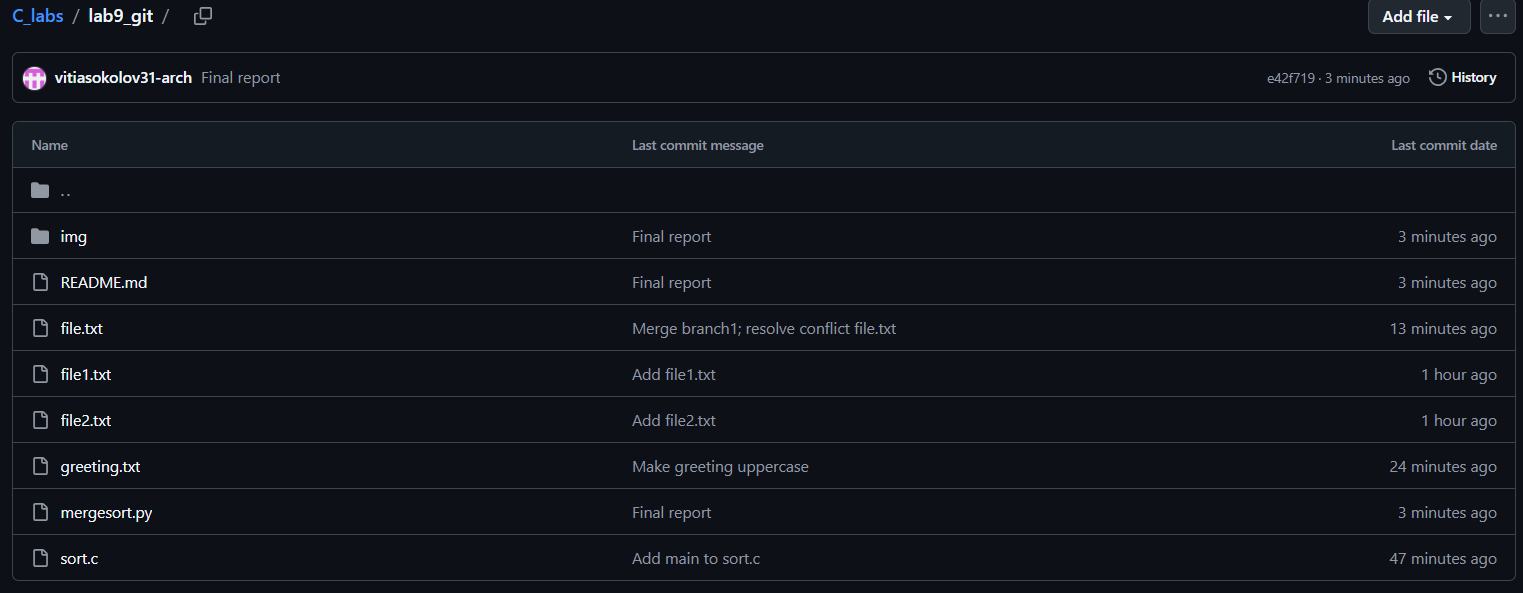 C_labs / lab9_git /
Add file
vitiasokolov31-arch Final report e42f719 · 3 minutes ago History
Name Last commit message Last commit date
..
img Final report 3 minutes ago
README.md Final report 3 minutes ago
file.txt Merge branch1; resolve conflict file.txt 13 minutes ago
file1.txt Add file1.txt 1 hour ago
file2.txt Add file2.txt 1 hour ago
greeting.txt Make greeting uppercase 24 minutes ago
mergesort.py Final report 3 minutes ago
sort.c Add main to sort.c 47 minutes ago